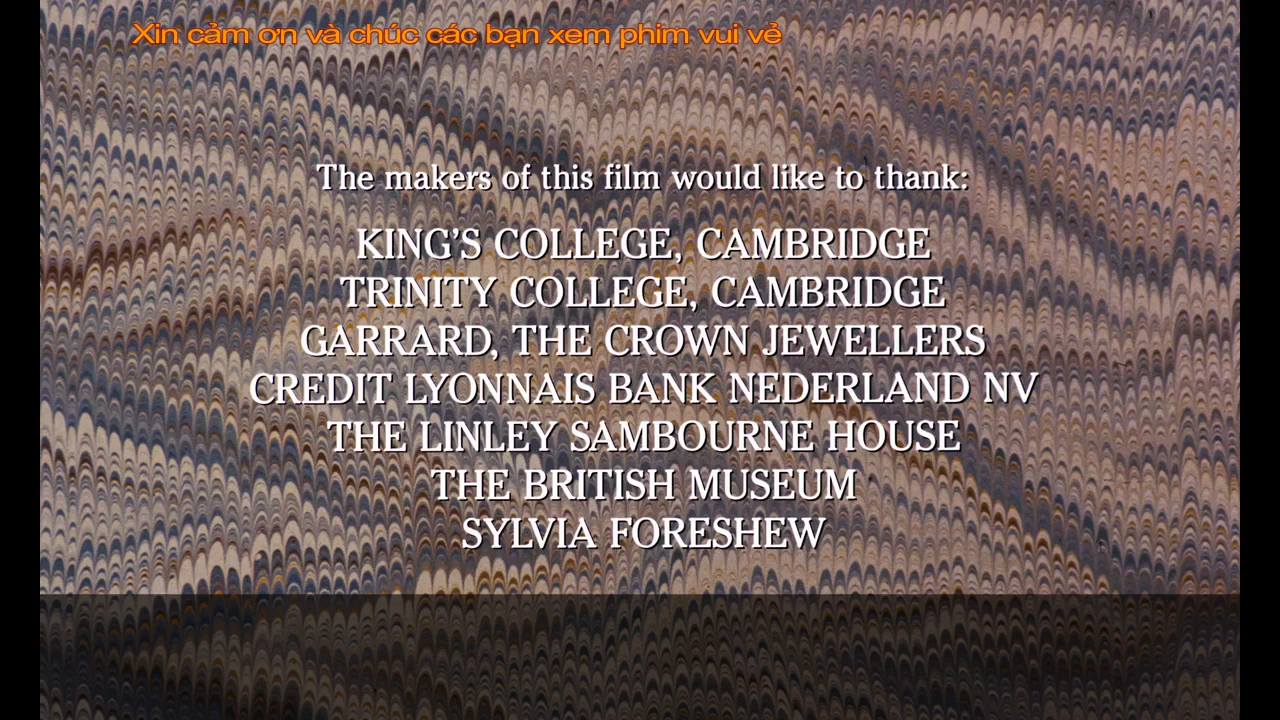 Xin cảm ơn và chúc các bạn xem phim vui vẻ
The makers of this film would like to thank:
KING'S COLLEGE, CAMBRIDGE
TRINITY COLLEGE, CAMBRIDGE
GARRARD, THE CROWN JEWELLERS
CREDIT LYONNAIS BANK NEDERLAND NV
THE LINLEY SAMBOURNE HOUSE
THE BRITISH MUSEUM
SYLVIA FORESHEW